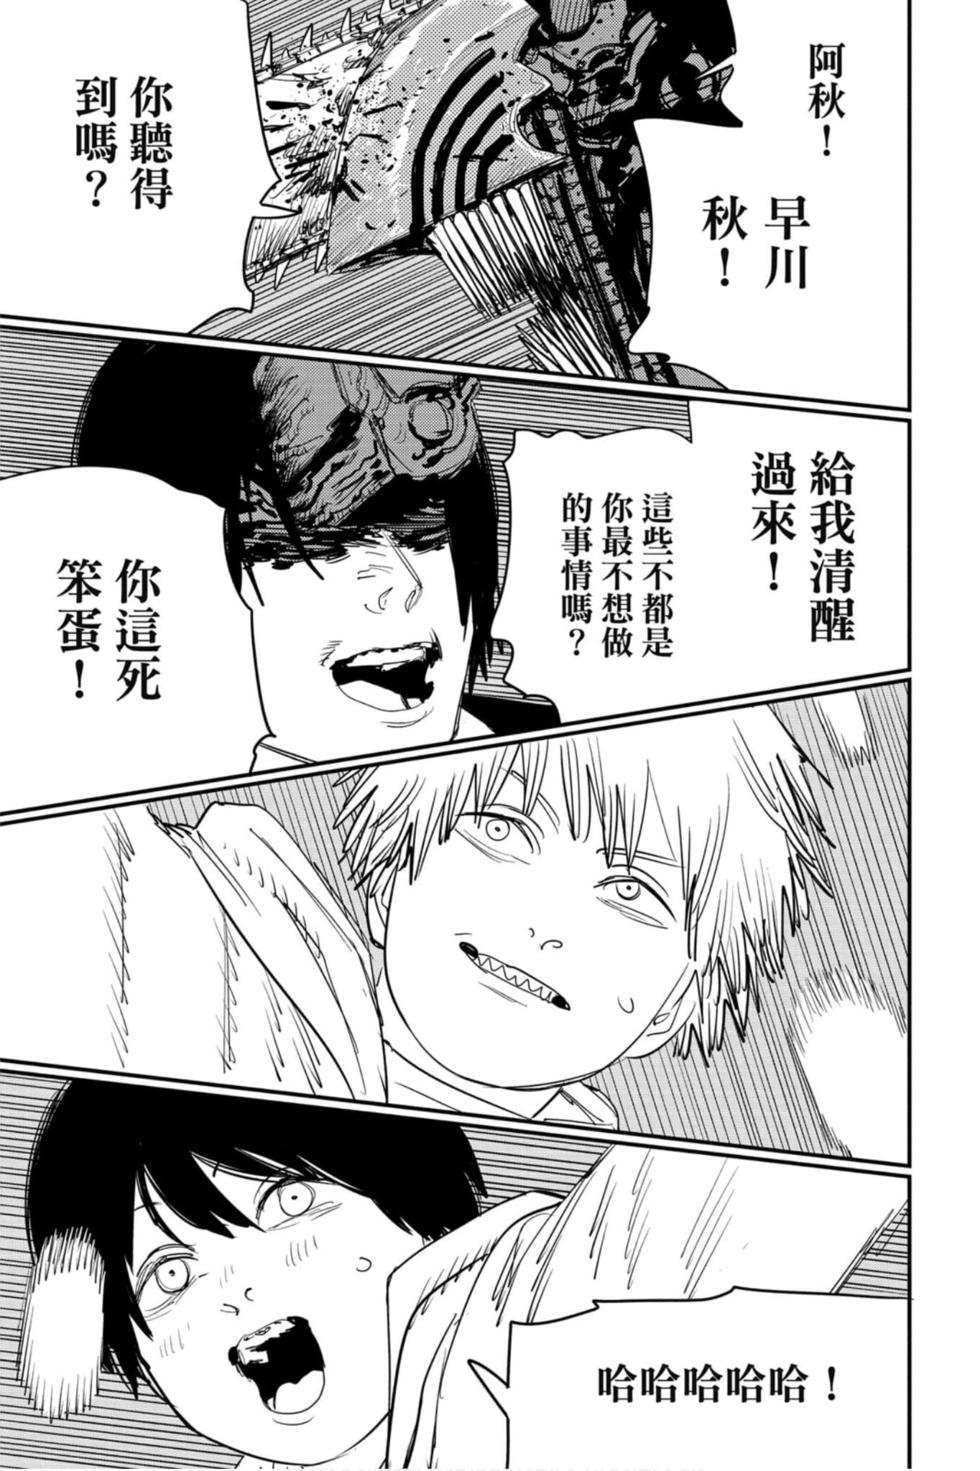 阿秋！
早川
秋！
你聽得
到嗎？
給我清醒
過來！
這些不都是
你最不想做
的事情嗎？
你這死
笨蛋！
哈哈哈哈哈！